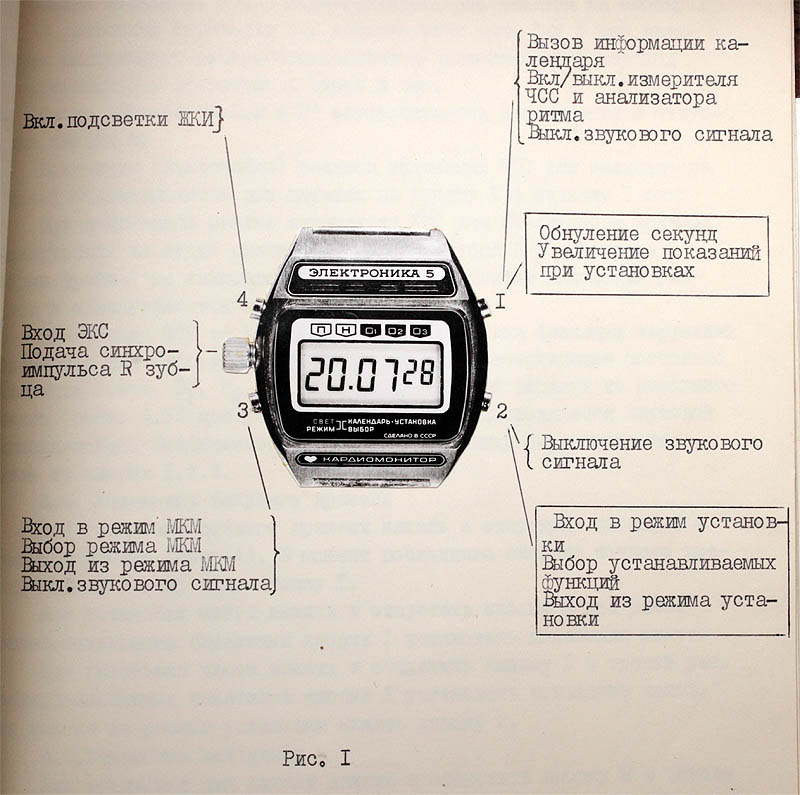 Вызов информации ка-
лендаря
Вкл/выкл.измерителя
ЧСС и анализатора
ритма
Выкл.звукового сигнала
Вкл.подсветки ЖКИ
Обнуление секунд
Увеличение показаний
при установках
ЭЛЕКТРОНИКА 5
4
I
Вход ЭКС
Подача синхро-
импульса R зуб-
ца
П Н 01 02 03
20.07 28
3
2
СВЕТ КАЛЕНДАРЬ·УСТАНОВКА
РЕЖИМ ВЫБОР
СДЕЛАНО В СССР
КАРДИОМОНИТОР
Выключение звукового
сигнала
Вход в режим МКМ
Выбор режима МКМ
Выход из режима МКМ
Выкл.звукового сигнала
Вход в режим установ-
ки
Выбор устанавливаемых
функций
Выход из режима уста-
новки
Рис. I